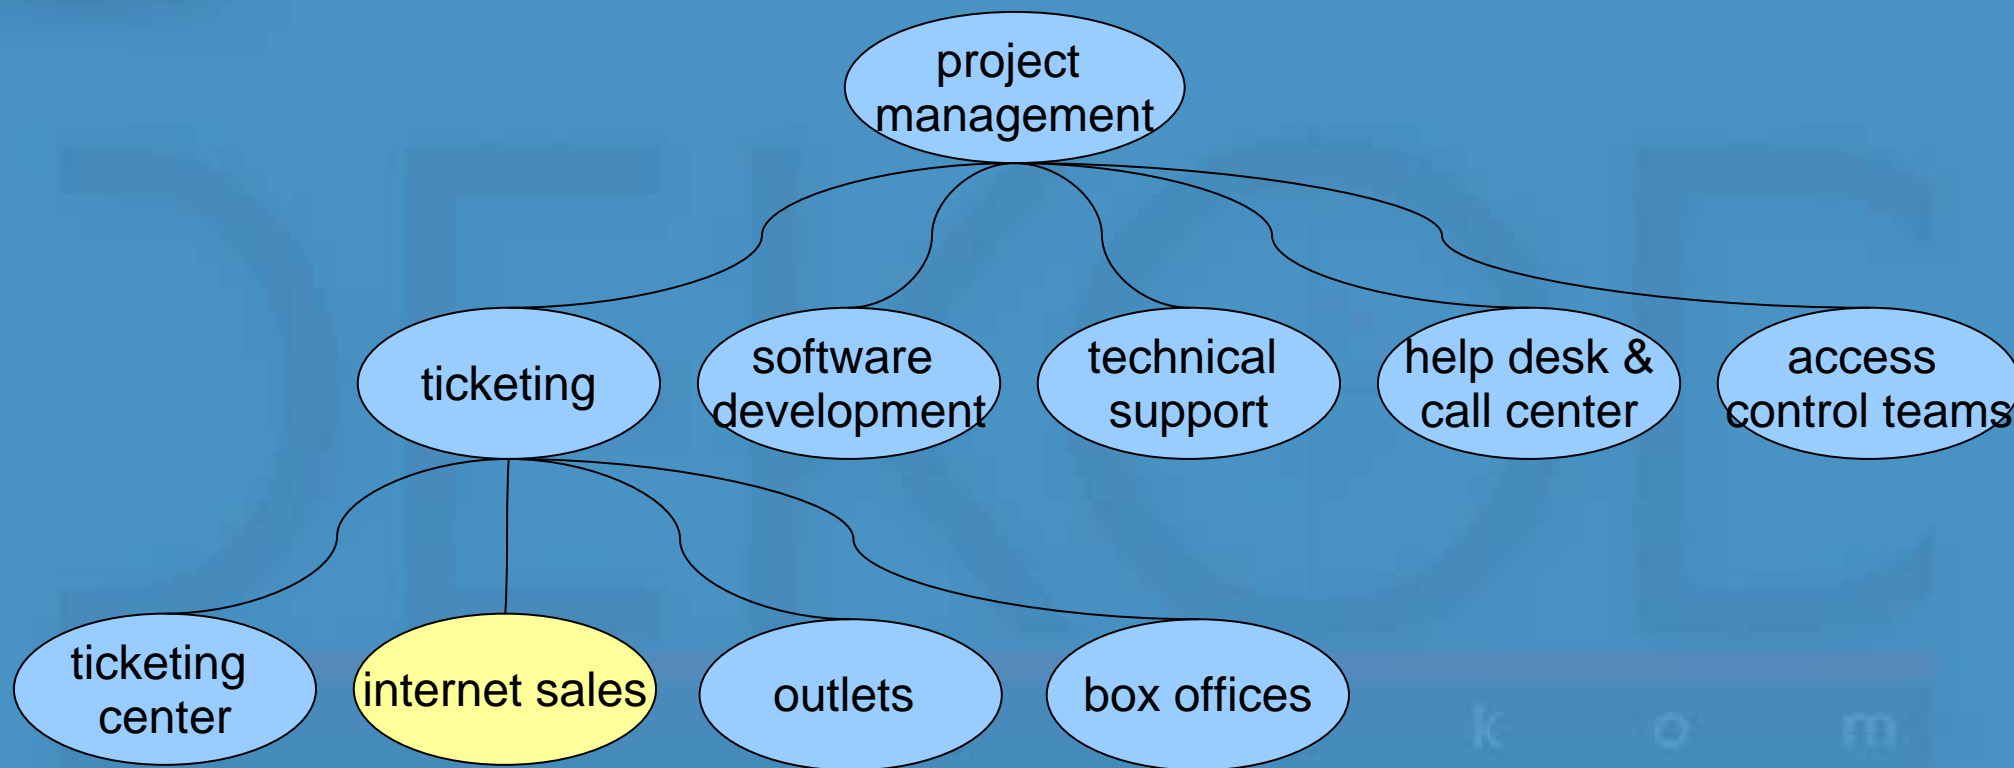 project
management
ticketing
software
development
technical
support
help desk &
call center
access
control teams
ticketing
center
internet sales
outlets
box offices
k o m